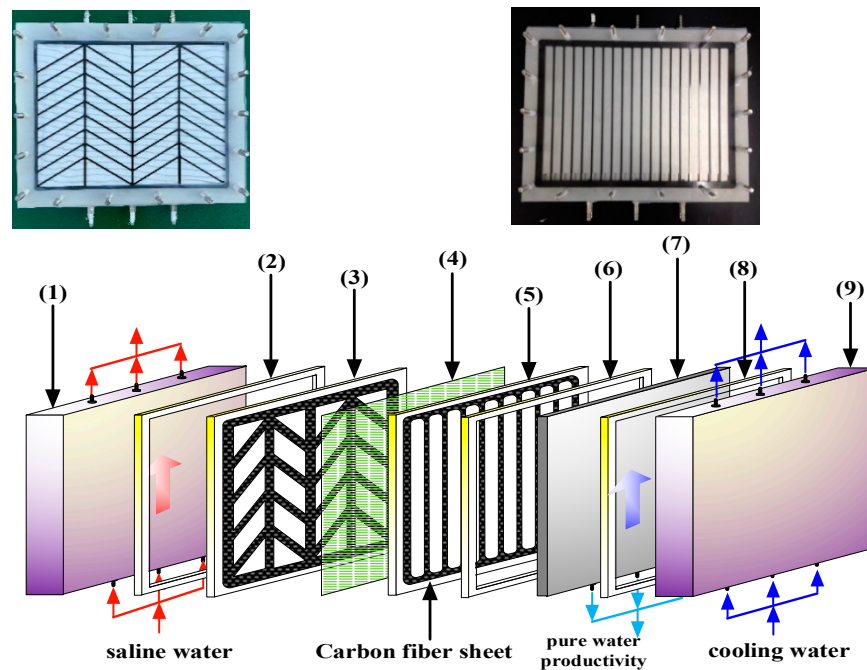 (1)
(2)
(3)
(4)
(5)
(6)
(7)
(8)
(9)
saline water
Carbon fiber sheet
pure water
productivity
cooling water